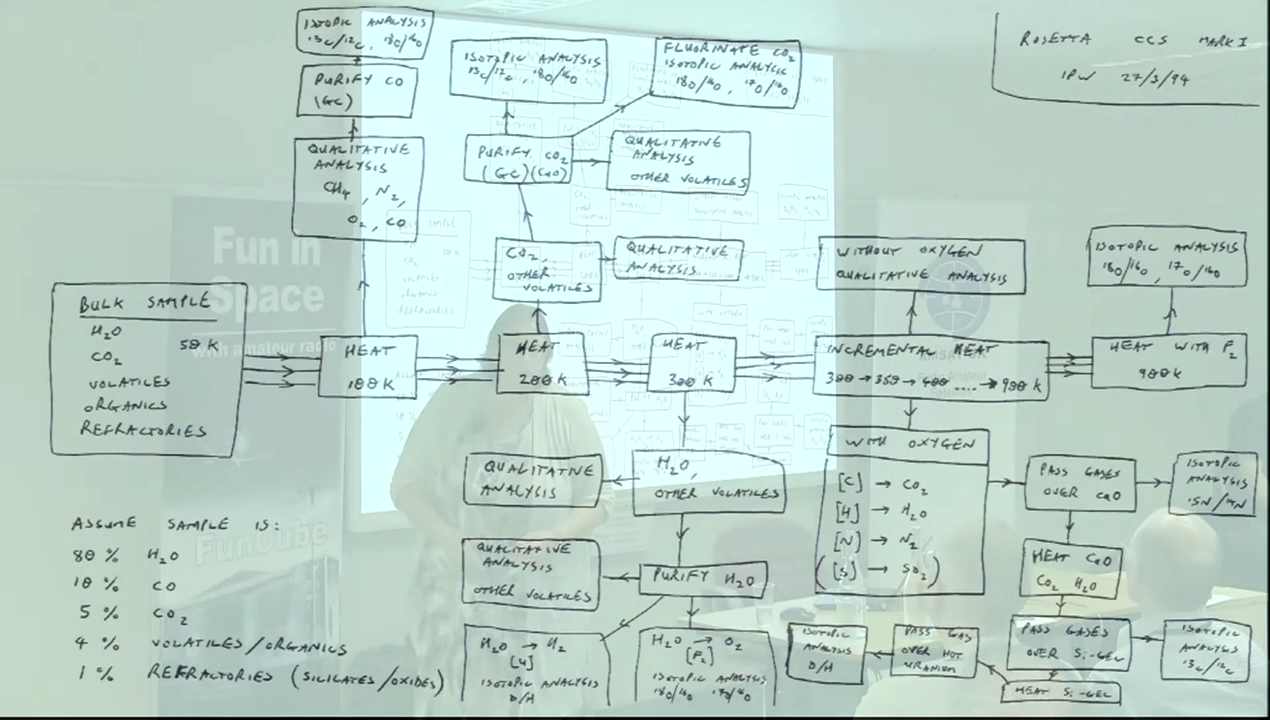 ISOTOPIC ANALYSIS
13C/12C, 18O/16O
PURIFY CO
(GC)
QUALITATIVE
ANALYSIS
CH4, N2,
O2, CO
ISOTOPIC ANALYSIS
13C/12C, 18O/16O
FLUORINATE CO2
ISOTOPIC ANALYSIS
18O/16O, 17O/16O
PURIFY CO2
(GC)(CaO)
QUALITATIVE
ANALYSIS
OTHER VOLATILES
CO2,
OTHER
VOLATILES
QUALITATIVE
ANALYSIS
ROSETTA CCS MARK I
IPW 27/3/94
WITHOUT OXYGEN
QUALITATIVE ANALYSIS
ISOTOPIC ANALYSIS
18O/16O, 17O/16O
BULK SAMPLE
H2O
50 K
CO2
VOLATILES
ORGANICS
REFRACTORIES
HEAT
100 K
HEAT
200 K
HEAT
300 K
INCREMENTAL HEAT
300 → 350 → 400 .... → 900 K
HEAT WITH F2
900 K
QUALITATIVE
ANALYSIS
H2O,
OTHER VOLATILES
WITH OXYGEN
[C] → CO2
[H] → H2O
[N] → N2
([S] → SO2)
PASS GASES
OVER CaO
ISOTOPIC
ANALYSIS
15N/14N
QUALITATIVE
ANALYSIS
OTHER VOLATILES
PURIFY H2O
HEAT CaO
CO2 H2O
H2O → H2
[U]
ISOTOPIC ANALYSIS
D/H
H2O → O2
[F2]
ISOTOPIC ANALYSIS
18O/16O 17O/16O
ISOTOPIC
ANALYSIS
D/H
PASS GAS
OVER HOT
URANIUM
PASS GASES
OVER Si-GEL
ISOTOPIC
ANALYSIS
13C/12C
HEAT Si-GEL
ASSUME SAMPLE IS:
80 % H2O
10 % CO
5 % CO2
4 % VOLATILES/ORGANICS
1 % REFRACTORIES (SILICATES/OXIDES)
Fun in
Space
with amateur radio
FunCube